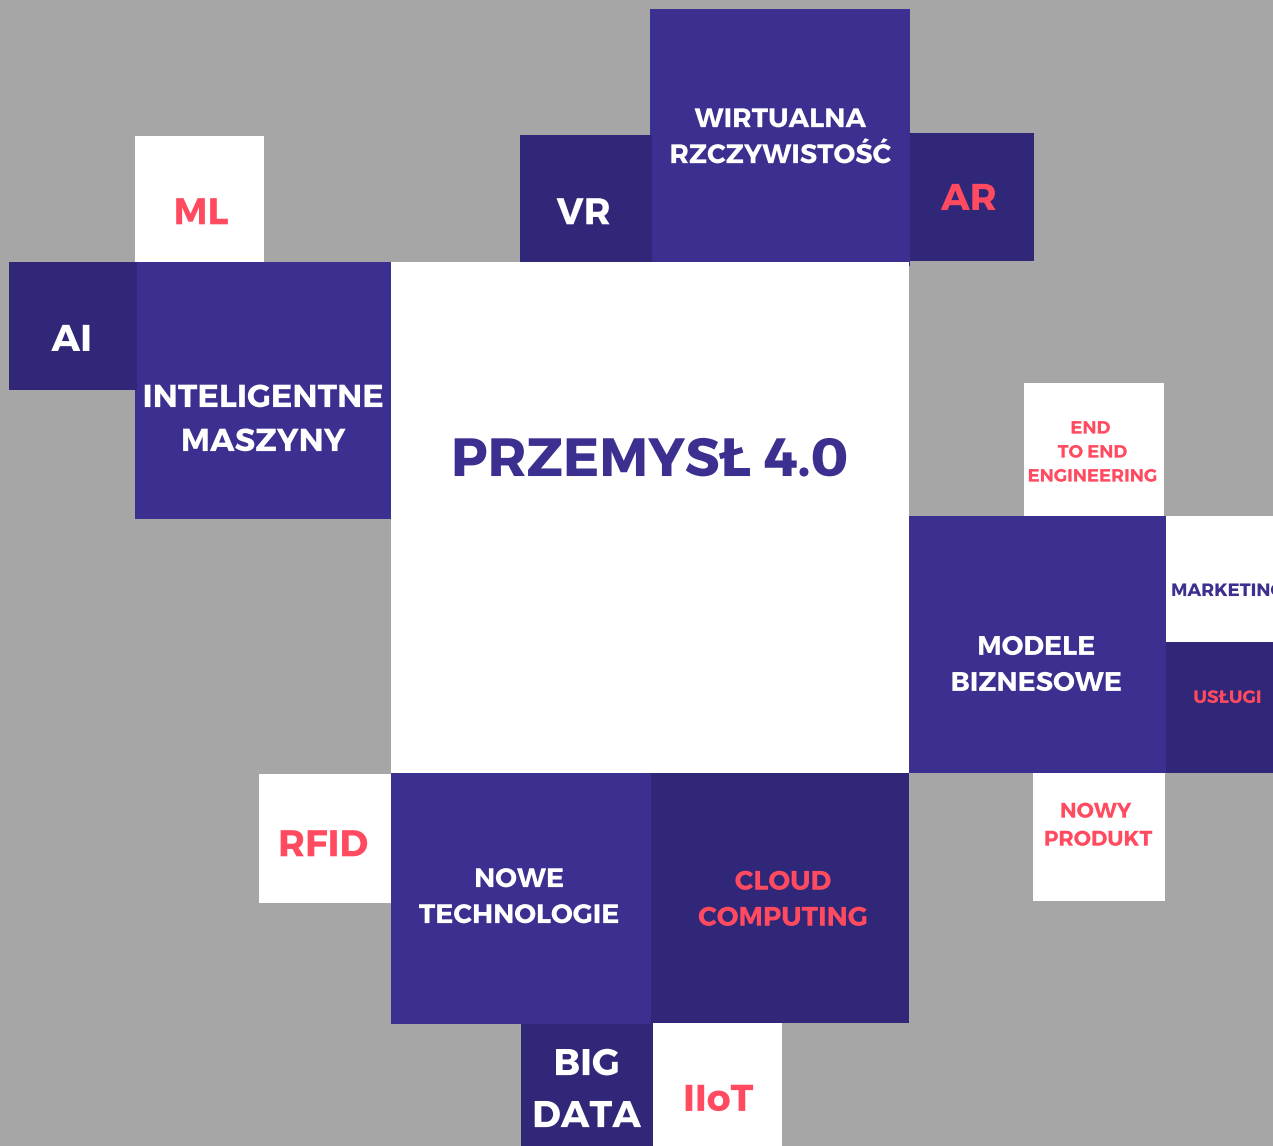 WIRTUALNA
RZCZYWISTOŚĆ
ML
VR
AR
AI
INTELIGENTNE
MASZYNY
PRZEMYSŁ 4.0
END
TO END
ENGINEERING
MARKETING
MODELE
BIZNESOWE
USŁUGI
NOWY
PRODUKT
RFID
NOWE
TECHNOLOGIE
CLOUD
COMPUTING
BIG
DATA
IIoT